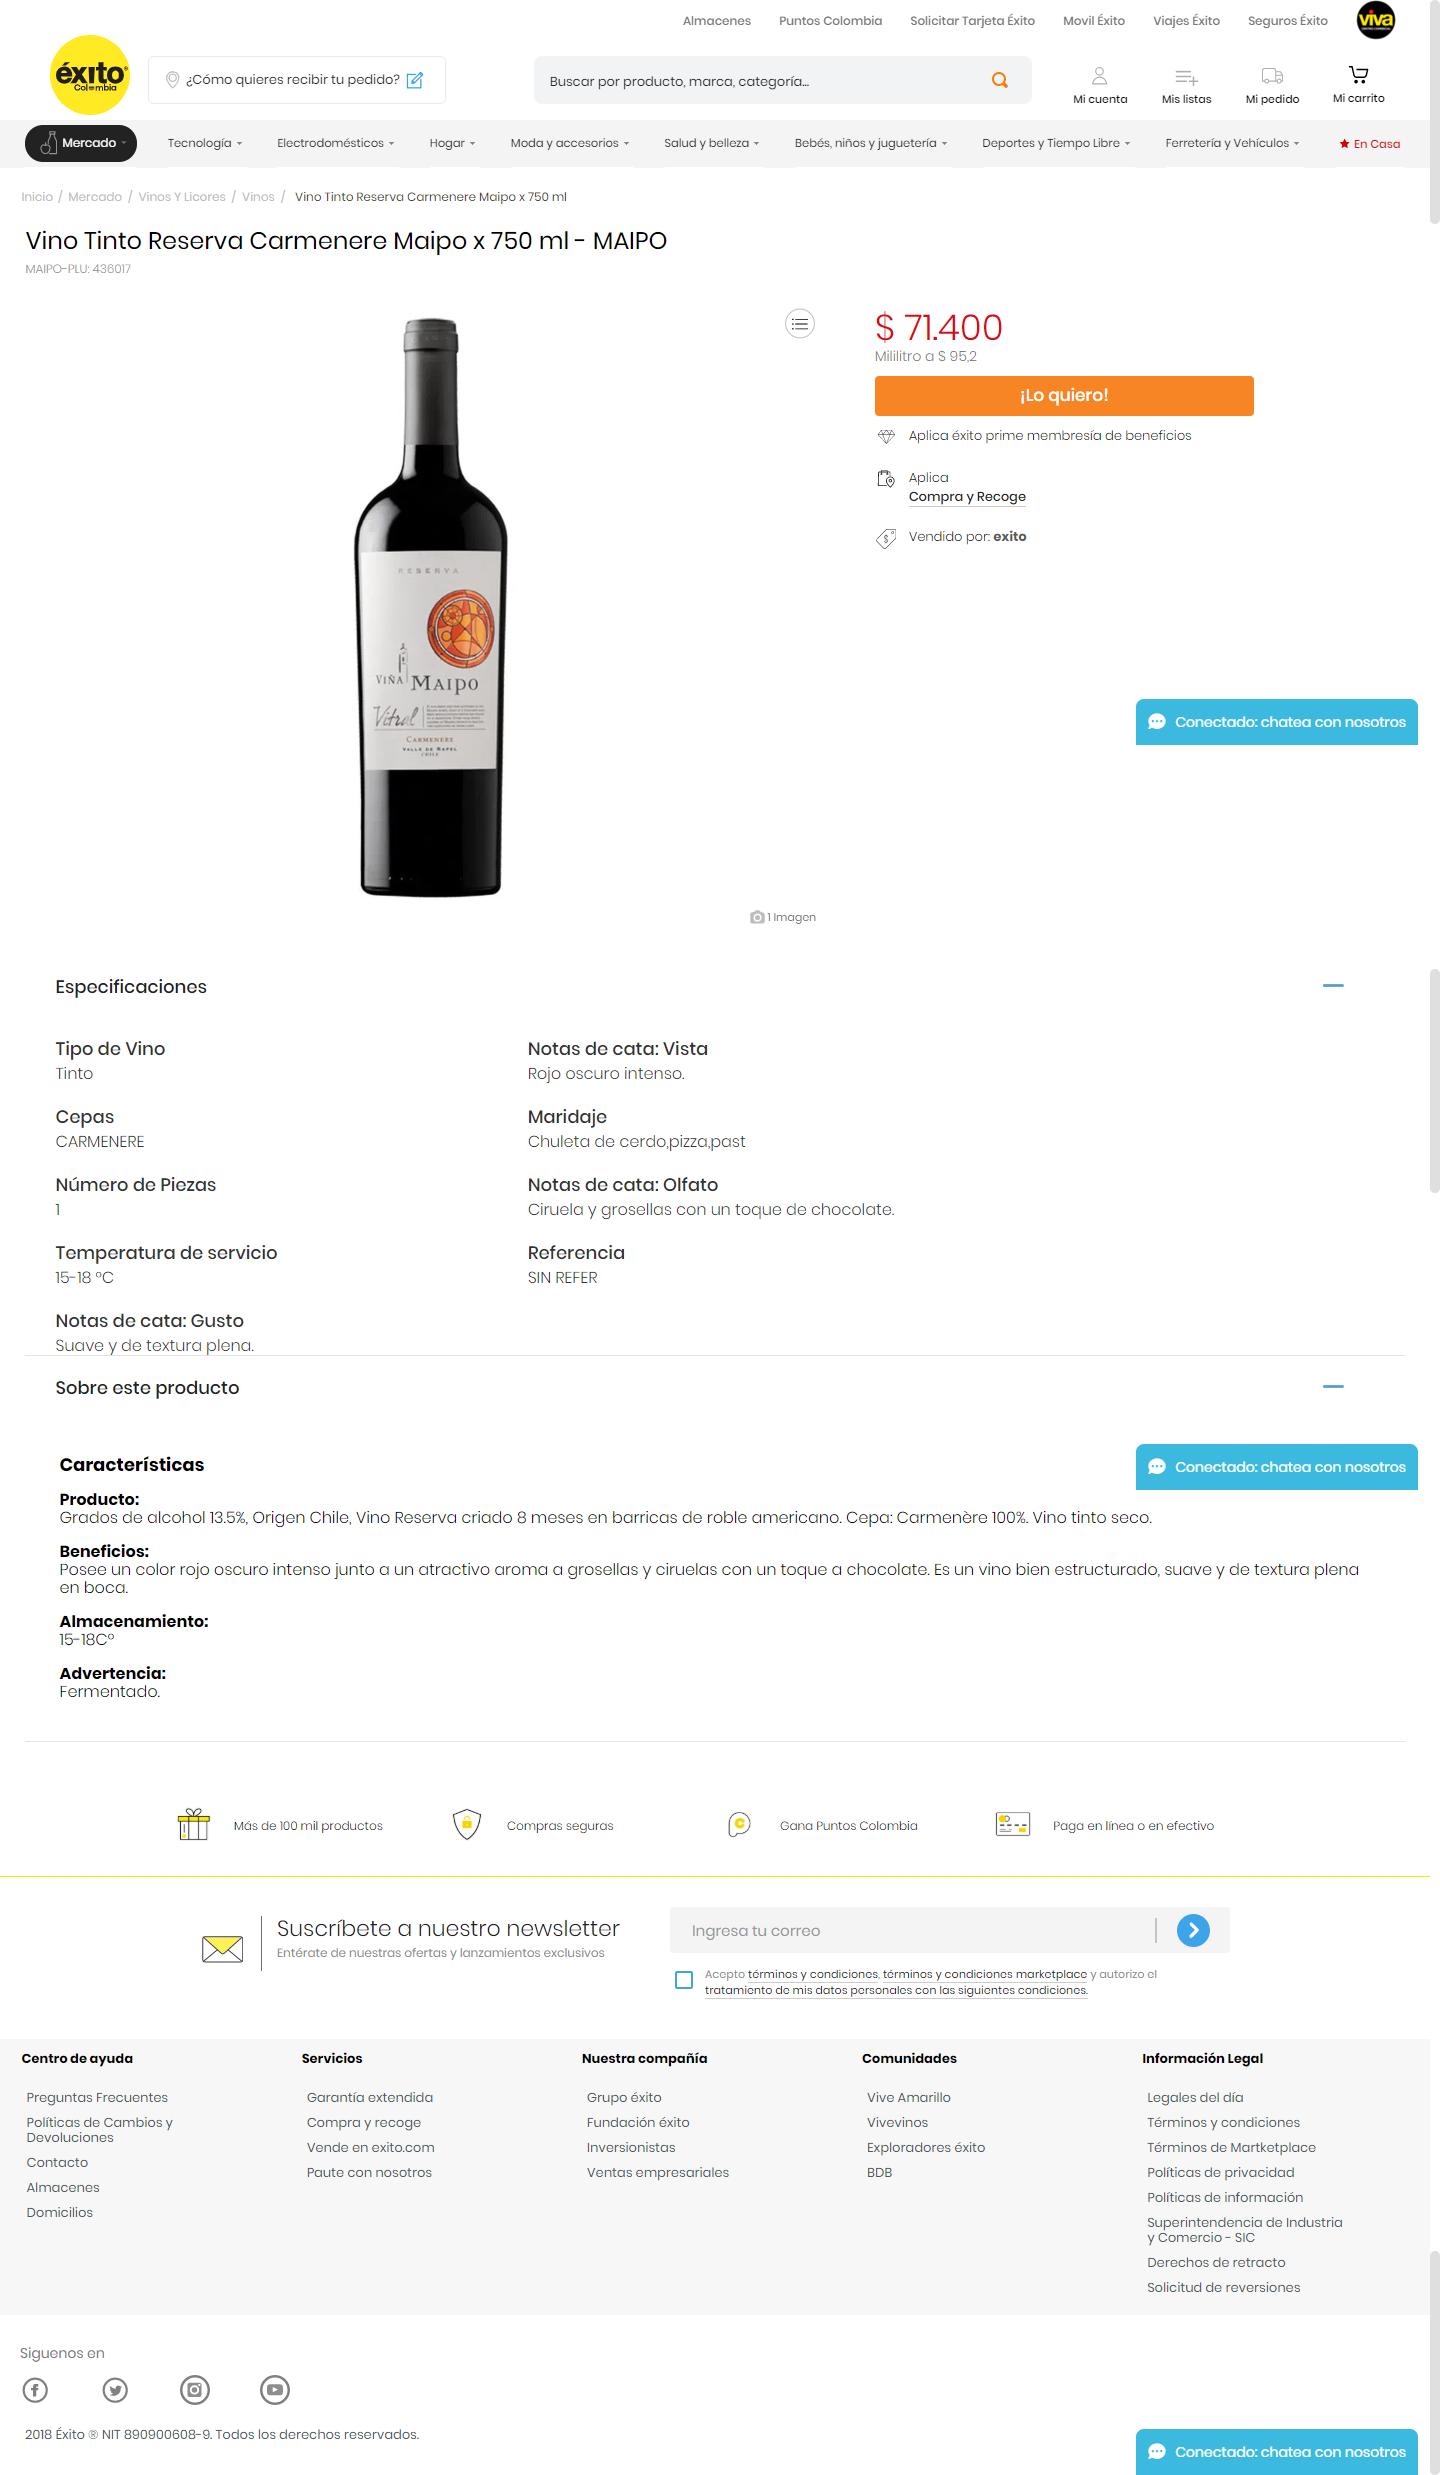 Almacenes Puntos Colombia Solicitar Tarjeta Éxito Movil Éxito Viajes Éxito Seguros Éxito viva
éxito
Colombia
¿Cómo quieres recibir tu pedido?
Buscar por producto, marca, categoría...
Mi cuenta Mis listas Mi pedido Mi carrito
Mercado Tecnología Electrodomésticos Hogar Moda y accesorios Salud y belleza Bebés, niños y juguetería Deportes y Tiempo Libre Ferretería y Vehículos En Casa
Inicio / Mercado / Vinos Y Licores / Vinos / Vino Tinto Reserva Carmenere Maipo x 750 ml
Vino Tinto Reserva Carmenere Maipo x 750 ml - MAIPO
MAIPO-PLU: 436017
$ 71.400
Mililitro a $ 95,2
¡Lo quiero!
Aplica éxito prime membresía de beneficios
Aplica
Compra y Recoge
Vendido por: exito
RESERVA
VIÑA MAIPO
Vitral
CARMENERE
VALLE DE RAPEL
CHILE
Conectado: chatea con nosotros
1 Imagen
Especificaciones
Tipo de Vino
Tinto
Notas de cata: Vista
Rojo oscuro intenso.
Cepas
CARMENERE
Maridaje
Chuleta de cerdo,pizza,past
Número de Piezas
1
Notas de cata: Olfato
Ciruela y grosellas con un toque de chocolate.
Temperatura de servicio
15-18 °C
Referencia
SIN REFER
Notas de cata: Gusto
Suave y de textura plena.
Sobre este producto
Características
Conectado: chatea con nosotros
Producto:
Grados de alcohol 13.5%, Origen Chile, Vino Reserva criado 8 meses en barricas de roble americano. Cepa: Carmenère 100%. Vino tinto seco.
Beneficios:
Posee un color rojo oscuro intenso junto a un atractivo aroma a grosellas y ciruelas con un toque a chocolate. Es un vino bien estructurado, suave y de textura plena
en boca.
Almacenamiento:
15-18C°
Advertencia:
Fermentado.
Más de 100 mil productos Compras seguras Gana Puntos Colombia Paga en línea o en efectivo
Suscríbete a nuestro newsletter
Entérate de nuestras ofertas y lanzamientos exclusivos
Ingresa tu correo
Acepto términos y condiciones, términos y condiciones marketplace y autorizo el
tratamiento de mis datos personales con las siguientes condiciones.
Centro de ayuda
Preguntas Frecuentes
Políticas de Cambios y
Devoluciones
Contacto
Almacenes
Domicilios
Servicios
Garantía extendida
Compra y recoge
Vende en exito.com
Paute con nosotros
Nuestra compañía
Grupo éxito
Fundación éxito
Inversionistas
Ventas empresariales
Comunidades
Vive Amarillo
Vivevinos
Exploradores éxito
BDB
Información Legal
Legales del día
Términos y condiciones
Términos de Martketplace
Políticas de privacidad
Políticas de información
Superintendencia de Industria
y Comercio - SIC
Derechos de retracto
Solicitud de reversiones
Siguenos en
2018 Éxito ® NIT 890900608-9. Todos los derechos reservados.
Conectado: chatea con nosotros